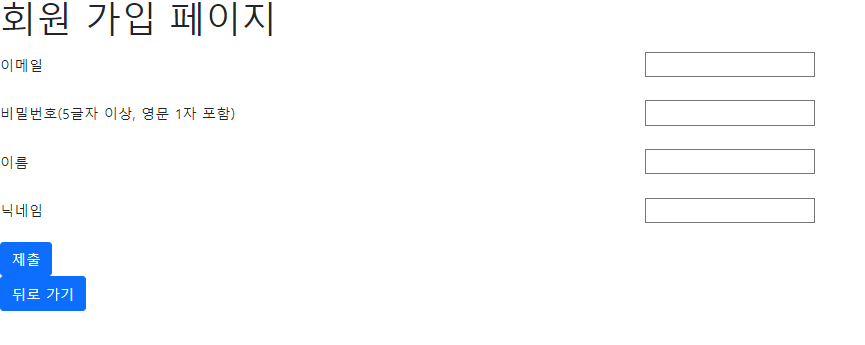 회원 가입 페이지
이메일
비밀번호(5글자 이상, 영문 1자 포함)
이름
닉네임
제출
뒤로 가기